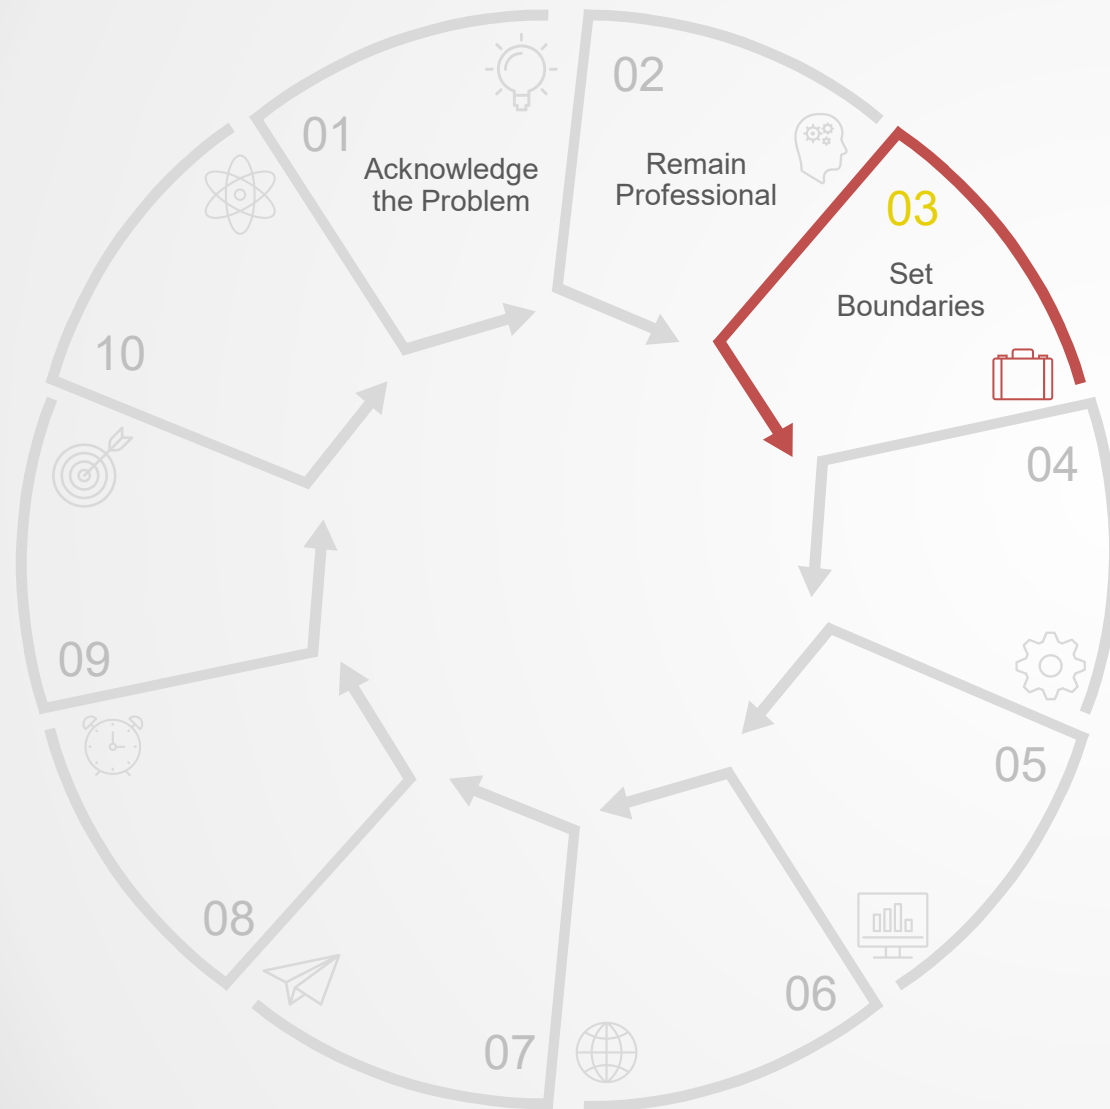 01
Acknowledge
the Problem
02
Remain
Professional
03
Set
Boundaries
04
05
06
07
08
09
10